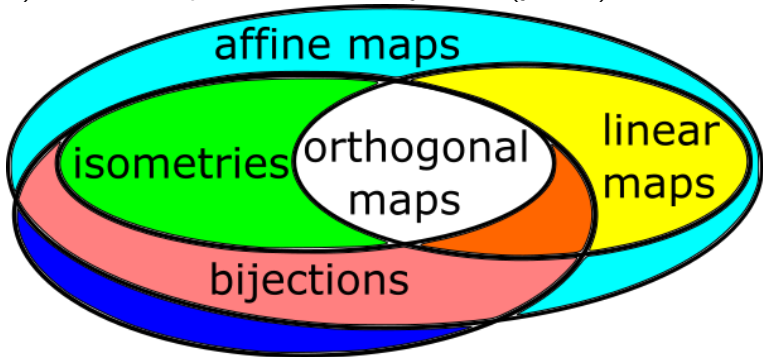 affine maps
isometries
orthogonal
maps
linear
maps
bijections